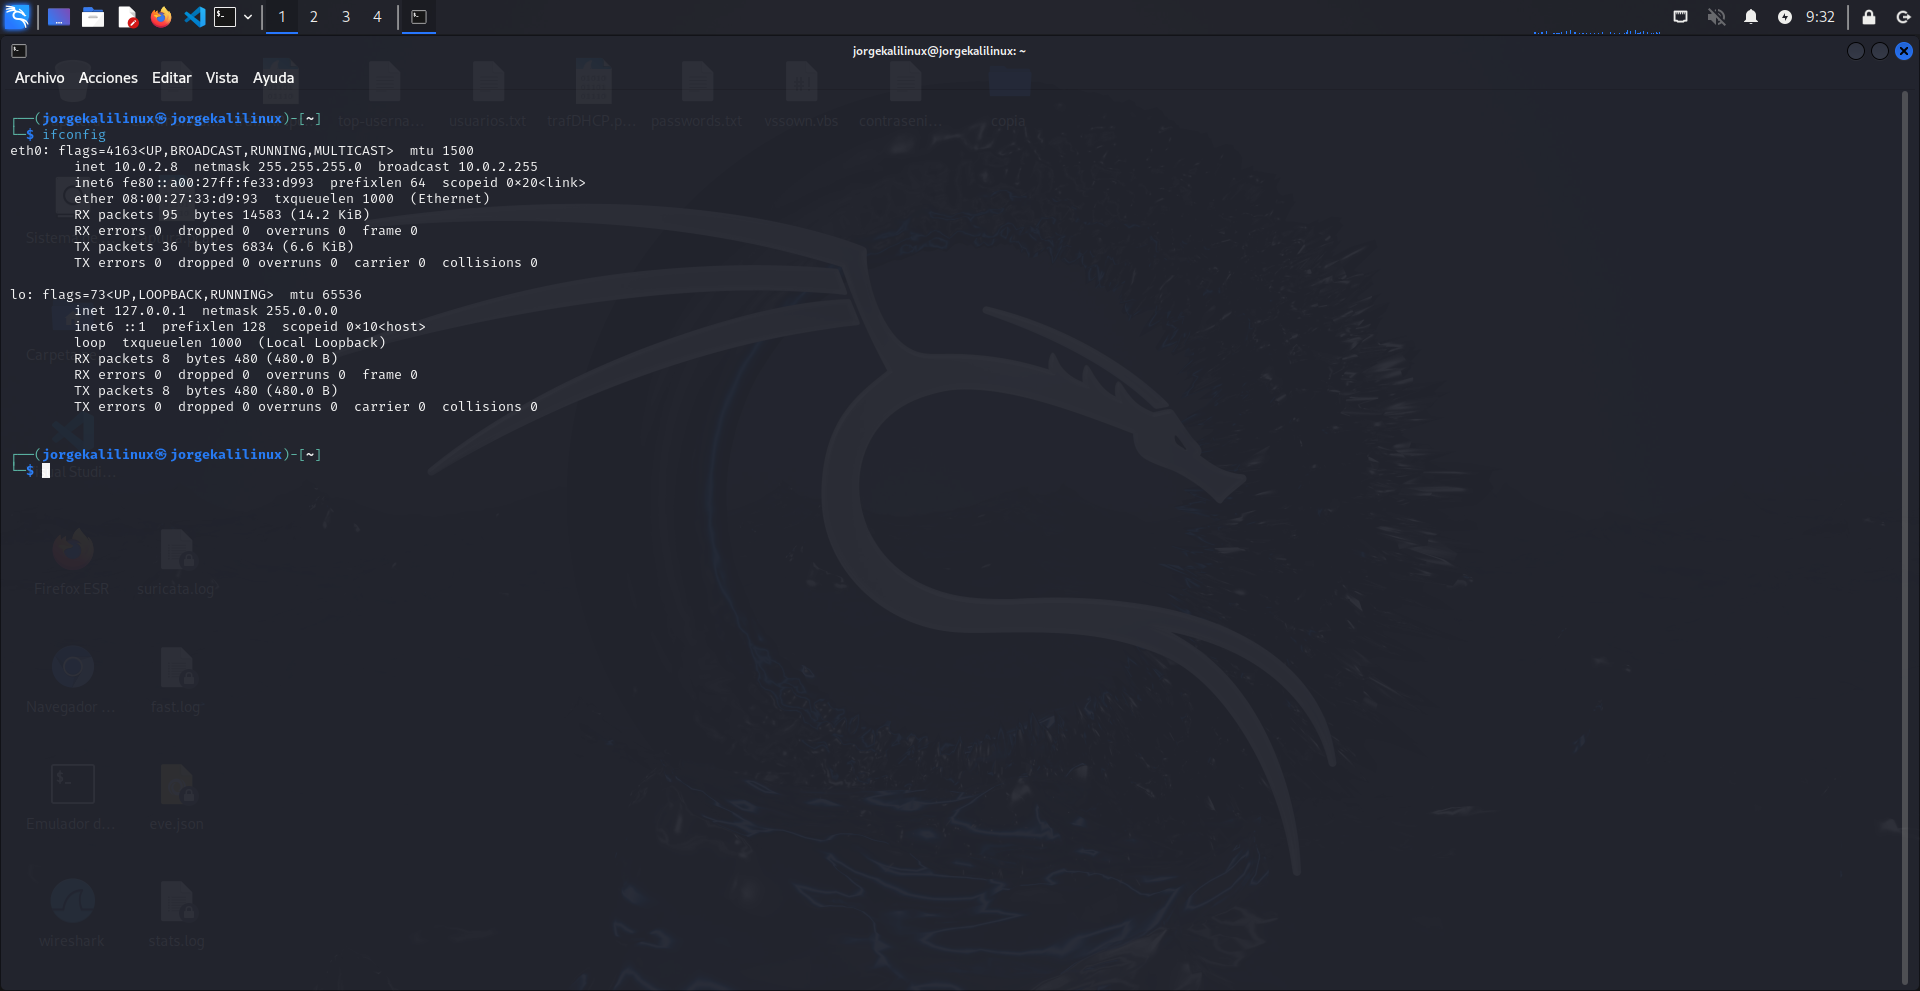 1 2 3 4 9:32
jorgekalilinux@jorgekalilinux: ~
Archivo Acciones Editar Vista Ayuda
top-userna... usuarios.txt trafDHCP.p... passwords.txt vssown.vbs contraseni... copia
┌──(jorgekalilinux㉿jorgekalilinux)-[~]
└─$ ifconfig
eth0: flags=4163<UP,BROADCAST,RUNNING,MULTICAST>  mtu 1500
inet 10.0.2.8  netmask 255.255.255.0  broadcast 10.0.2.255
inet6 fe80::a00:27ff:fe33:d993  prefixlen 64  scopeid 0×20<link>
ether 08:00:27:33:d9:93  txqueuelen 1000  (Ethernet)
RX packets 95  bytes 14583 (14.2 KiB)
RX errors 0  dropped 0  overruns 0  frame 0
TX packets 36  bytes 6834 (6.6 KiB)
TX errors 0  dropped 0 overruns 0  carrier 0  collisions 0
lo: flags=73<UP,LOOPBACK,RUNNING>  mtu 65536
inet 127.0.0.1  netmask 255.0.0.0
inet6 ::1  prefixlen 128  scopeid 0×10<host>
loop  txqueuelen 1000  (Local Loopback)
RX packets 8  bytes 480 (480.0 B)
RX errors 0  dropped 0  overruns 0  frame 0
TX packets 8  bytes 480 (480.0 B)
TX errors 0  dropped 0 overruns 0  carrier 0  collisions 0
┌──(jorgekalilinux㉿jorgekalilinux)-[~]
└─$
Firefox ESR suricata.log
Navegador ... fast.log
Emulador d... eve.json
wireshark stats.log